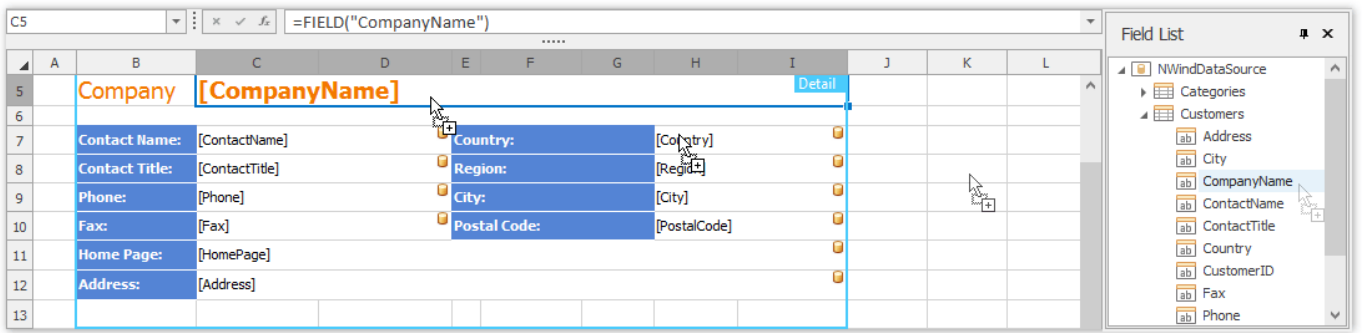 C5 =FIELD("CompanyName")
Field List
A B C D E F G H I J K L
NWindDataSource
5 Company [CompanyName] Detail
Categories
6
Customers
7 Contact Name: [ContactName] Country: [Country]
Address
8 Contact Title: [ContactTitle] Region: [Region]
City
9 Phone: [Phone] City: [City]
CompanyName
ContactName
10 Fax: [Fax] Postal Code: [PostalCode]
ContactTitle
11 Home Page: [HomePage]
Country
12 Address: [Address]
CustomerID
Fax
13
Phone